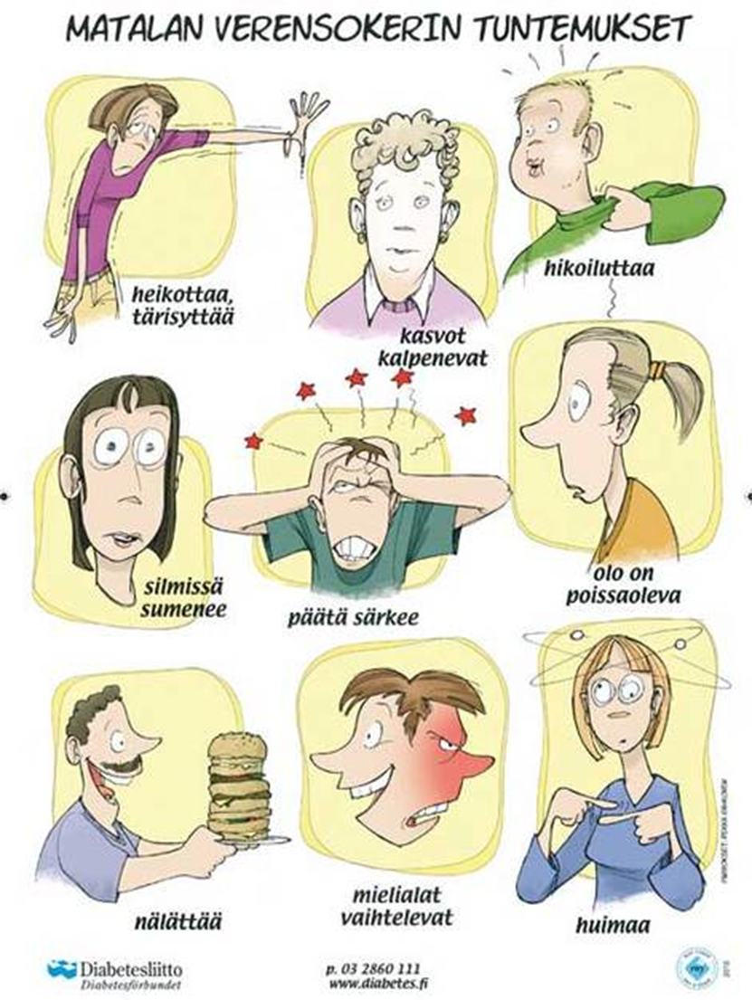 MATALAN VERENSOKERIN TUNTEMUKSET
heikottaa,
tärisyttää
kasvot
kalpenevat
hikoiluttaa
silmissä
sumenee
päätä särkee
olo on
poissaoleva
nälättää
mielialat
vaihtelevat
huimaa
Diabetesliitto
Diabetesförbundet
p. 03 2860 111
www.diabetes.fi